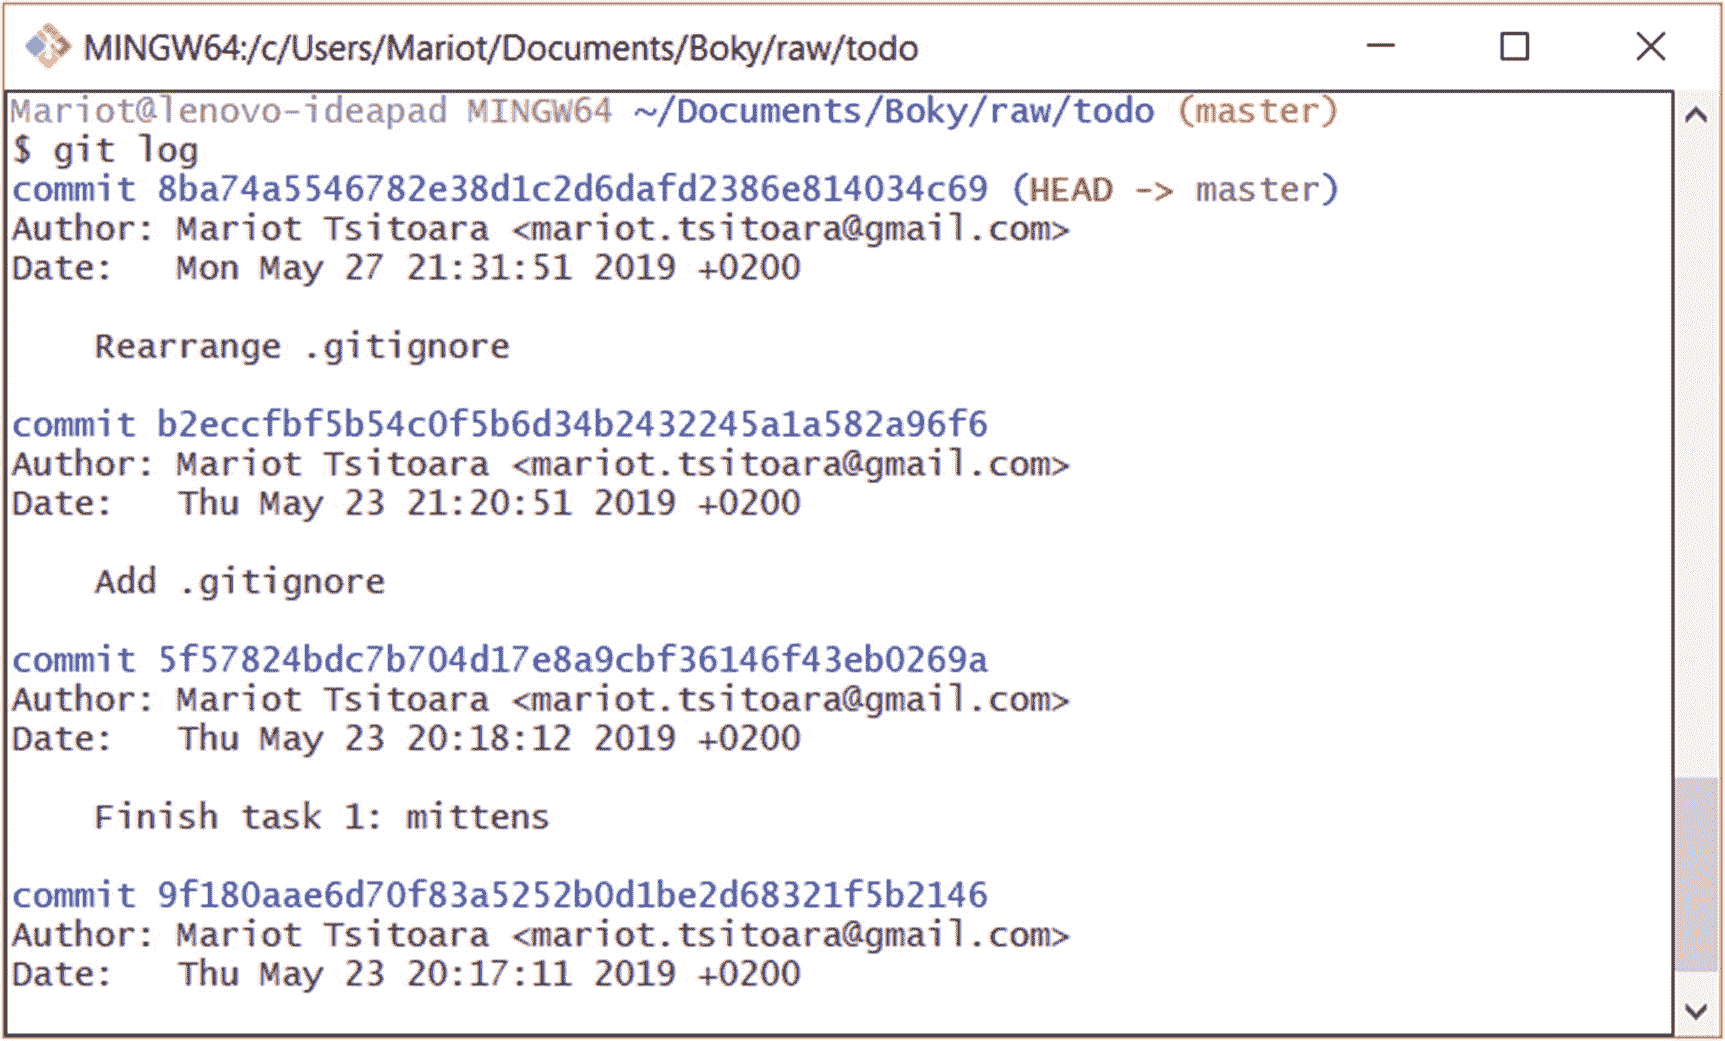 MINGW64:/c/Users/Mariot/Documents/Boky/raw/todo
Mariot@lenovo-ideapad MINGW64 ~/Documents/Boky/raw/todo (master)
$ git log
commit 8ba74a5546782e38d1c2d6dafd2386e814034c69 (HEAD -> master)
Author: Mariot Tsitoara <mariot.tsitoara@gmail.com>
Date:   Mon May 27 21:31:51 2019 +0200
    Rearrange .gitignore
commit b2eccfbf5b54c0f5b6d34b2432245a1a582a96f6
Author: Mariot Tsitoara <mariot.tsitoara@gmail.com>
Date:   Thu May 23 21:20:51 2019 +0200
    Add .gitignore
commit 5f57824bdc7b704d17e8a9cbf36146f43eb0269a
Author: Mariot Tsitoara <mariot.tsitoara@gmail.com>
Date:   Thu May 23 20:18:12 2019 +0200
    Finish task 1: mittens
commit 9f180aae6d70f83a5252b0d1be2d68321f5b2146
Author: Mariot Tsitoara <mariot.tsitoara@gmail.com>
Date:   Thu May 23 20:17:11 2019 +0200